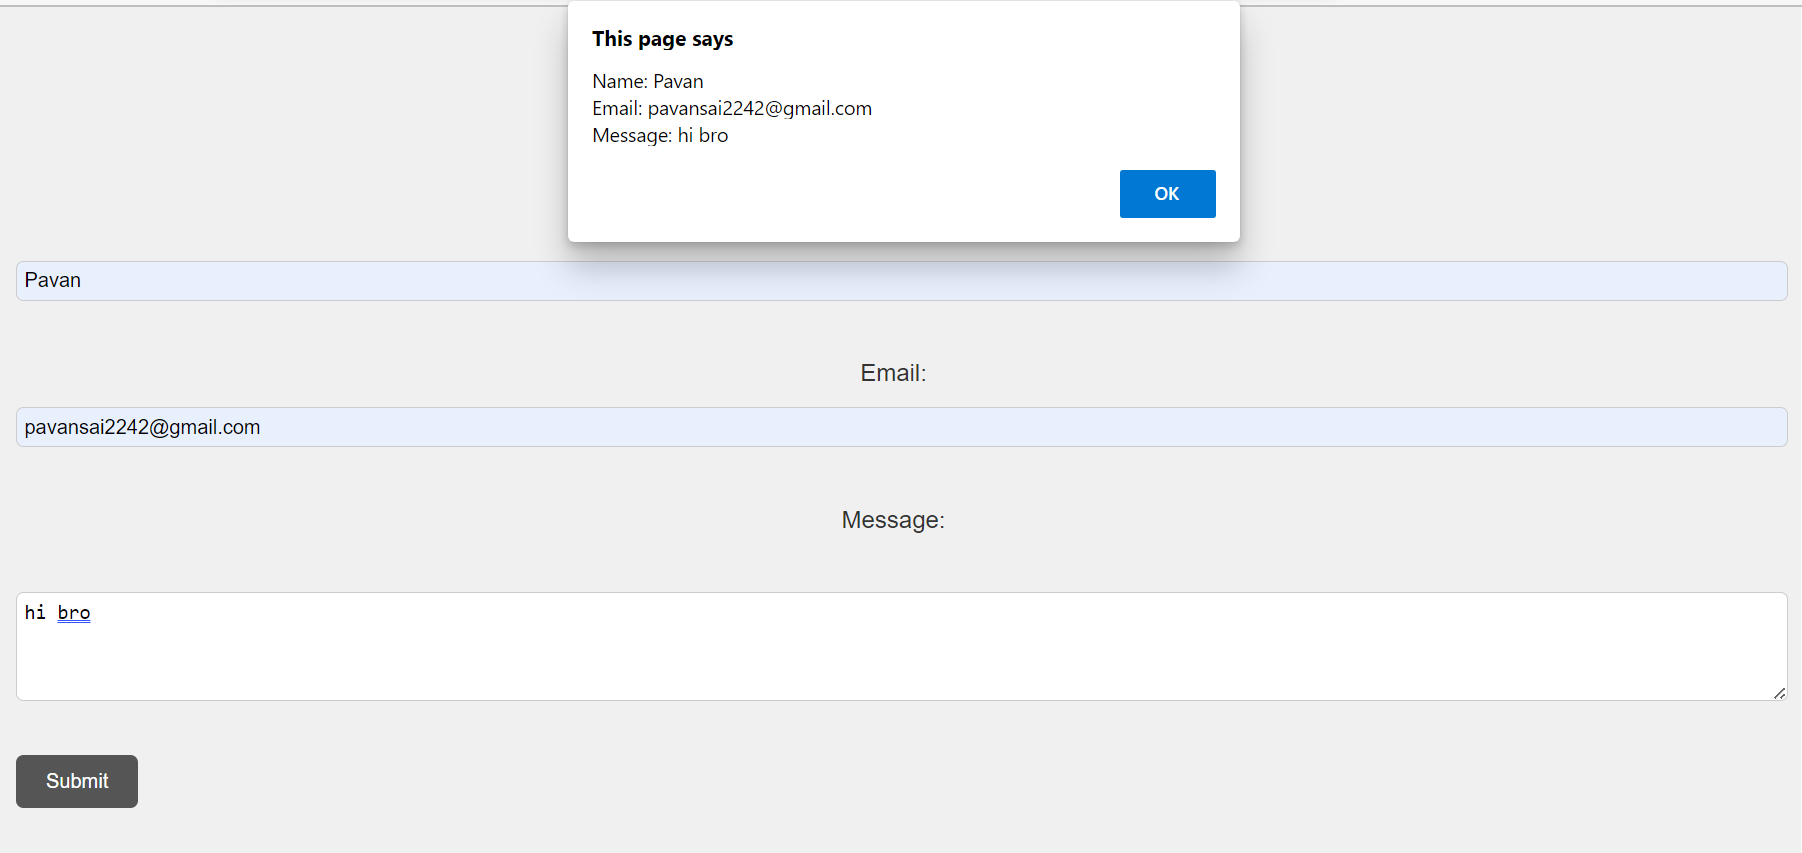 This page says
Name: Pavan
Email: pavansai2242@gmail.com
Message: hi bro
OK
Pavan
Email:
pavansai2242@gmail.com
Message:
hi bro
Submit